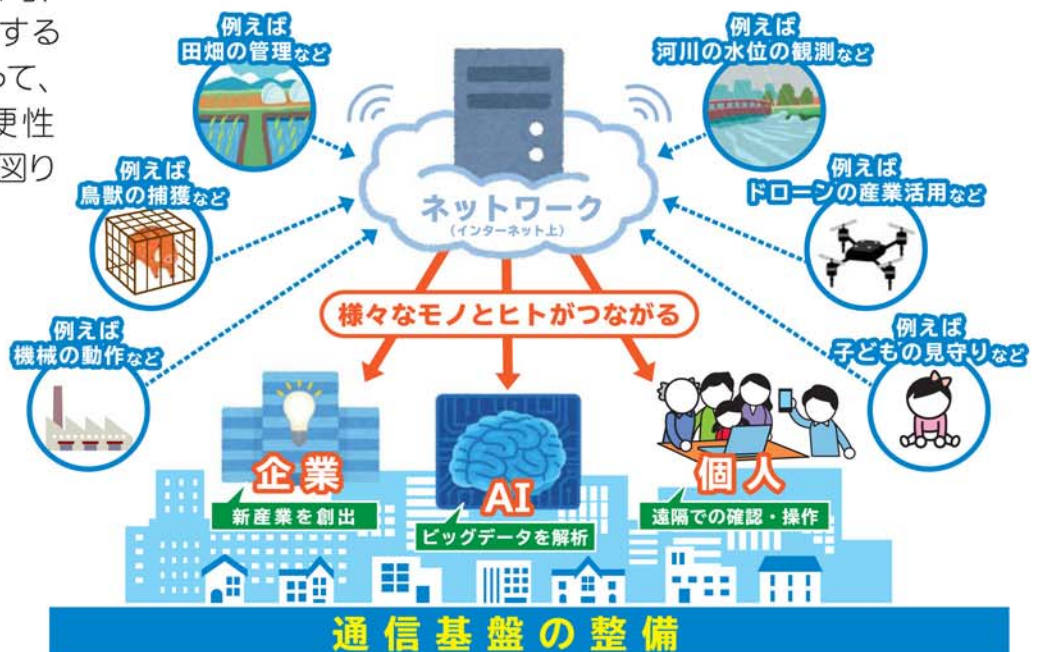 する
って、
更性
図り
例えば
田畑の管理など
例えば
河川の水位の観測など
例えば
鳥獣の捕獲など
例えば
ドローンの産業活用など
ネットワーク
（インターネット上）
様々なモノとヒトがつながる
例えば
機械の動作など
例えば
子どもの見守りなど
企業
新産業を創出
AI
ビッグデータを解析
個人
遠隔での確認・操作
通信基盤の整備